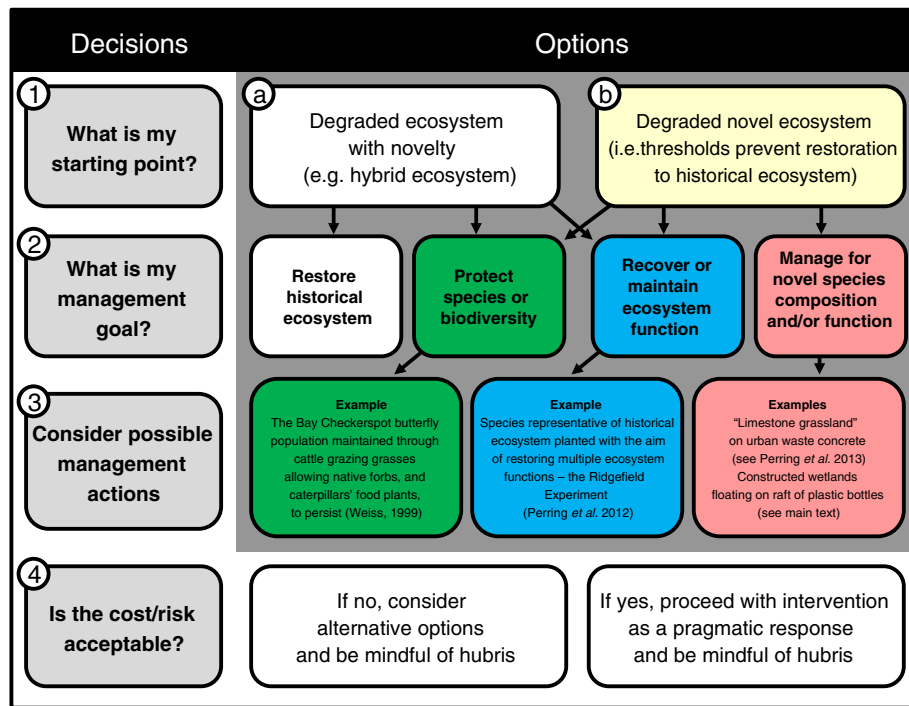 Decisions
Options
1
What is my
starting point?
a
Degraded ecosystem
with novelty
(e.g. hybrid ecosystem)
b
Degraded novel ecosystem
(i.e.thresholds prevent restoration
to historical ecosystem)
2
What is my
management
goal?
Restore
historical
ecosystem
Protect
species or
biodiversity
Recover or
maintain
ecosystem
function
Manage for
novel species
composition
and/or function
3
Consider possible
management
actions
Example
The Bay Checkerspot butterfly
population maintained through
cattle grazing grasses
allowing native forbs, and
caterpillars' food plants,
to persist (Weiss, 1999)
Example
Species representative of historical
ecosystem planted with the aim
of restoring multiple ecosystem
functions – the Ridgefield
Experiment
(Perring et al. 2012)
Examples
“Limestone grassland”
on urban waste concrete
(see Perring et al. 2013)
Constructed wetlands
floating on raft of plastic bottles
(see main text)
4
Is the cost/risk
acceptable?
If no, consider
alternative options
and be mindful of hubris
If yes, proceed with intervention
as a pragmatic response
and be mindful of hubris